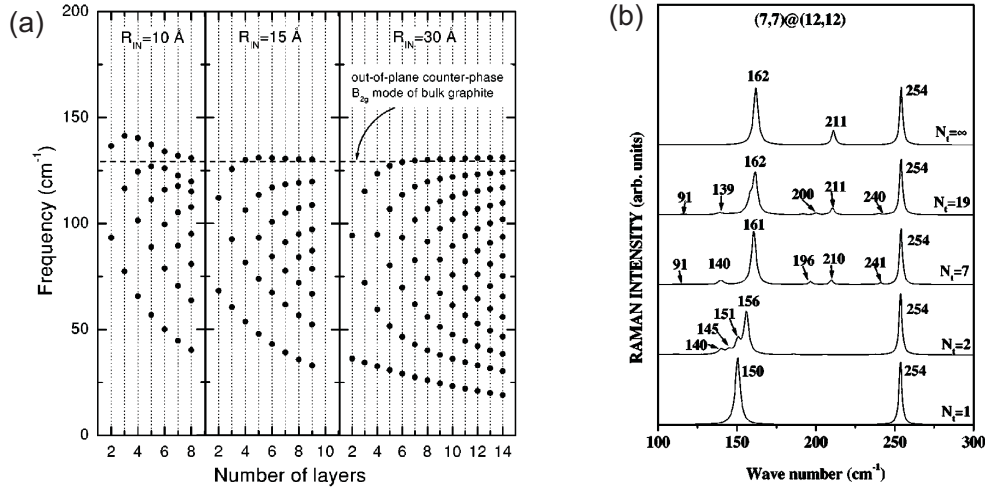 (a)
R_IN=10 Å
R_IN=15 Å
R_IN=30 Å
out-of-plane counter-phase
B_2g mode of bulk graphite
200
150
100
50
0
Frequency (cm⁻¹)
2 4 6 8
2 4 6 8 10
2 4 6 8 10 12 14
Number of layers
(b)
(7,7)@(12,12)
162
211
254
N_t=∞
91
139
162
200
211
240
254
N_t=19
91
140
161
196
210
241
254
N_t=7
140
145
151
156
254
N_t=2
150
254
N_t=1
RAMAN INTENSITY (arb. units)
100 150 200 250 300
Wave number (cm⁻¹)